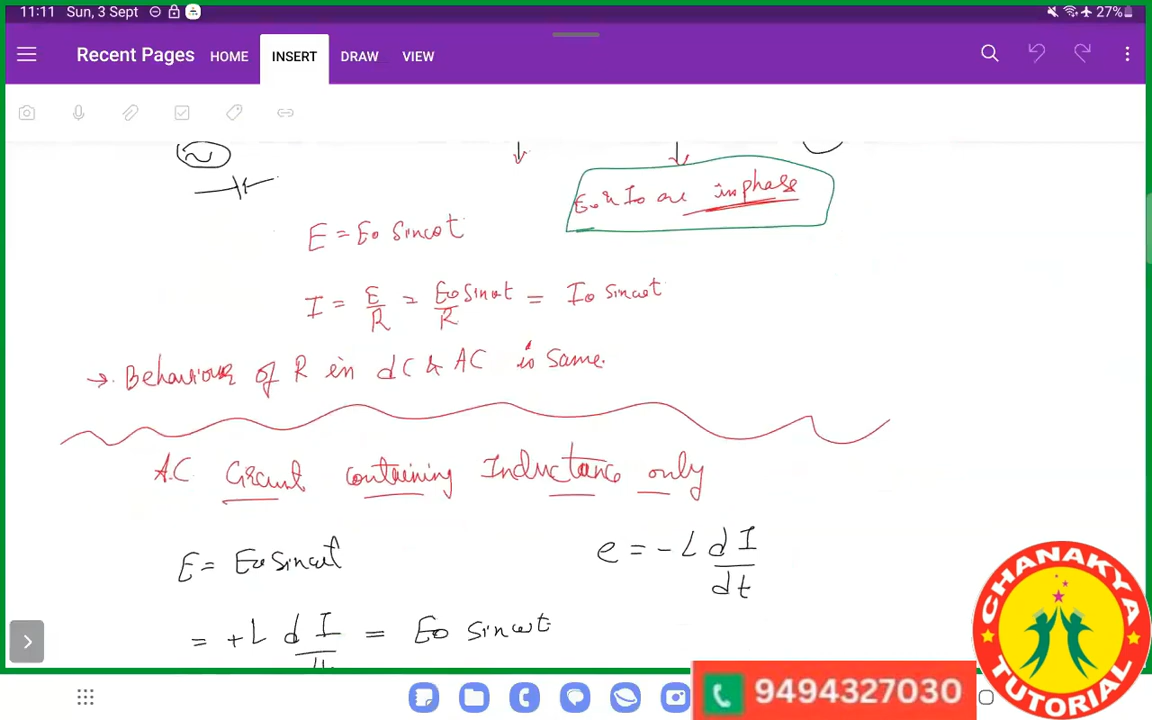 11:11 Sun, 3 Sept
27%
Recent Pages HOME INSERT DRAW VIEW
E₀ & I₀ are inphase
E = E₀ sinωt
I = E/R = E₀ sinωt/R = I₀ sinωt
→ Behaviour of R in dC & AC is same.
A.C Circuit containing Inductance only
E = E₀ sinωt
e = -L dI/dt
= +L dI = E₀ sinωt
CHANAKYA TUTORIAL
9494327030